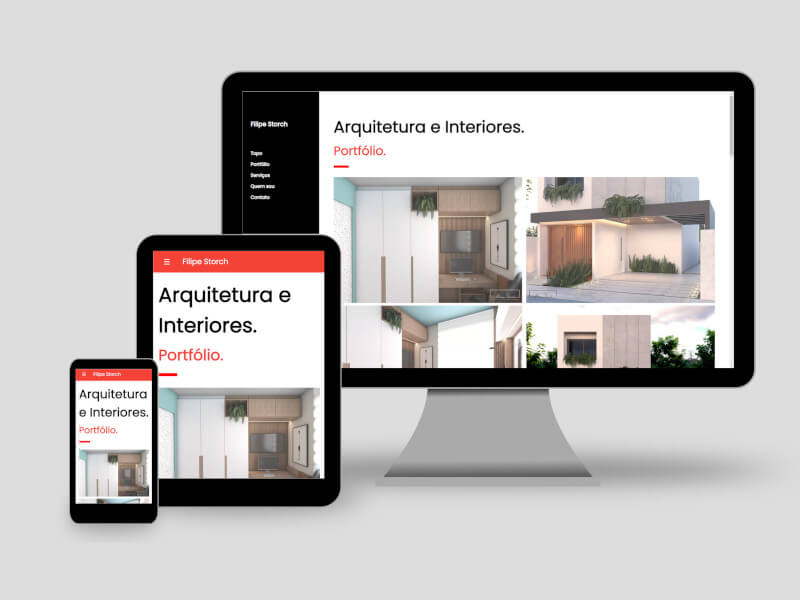 Filipe Storch
Topo
Portfólio
Serviços
Quem sou
Contato
Arquitetura e Interiores.
Portfólio.
Filipe Storch
Arquitetura e
Interiores.
Portfólio.
Filipe Storch
Arquitetura
e Interiores.
Portfólio.